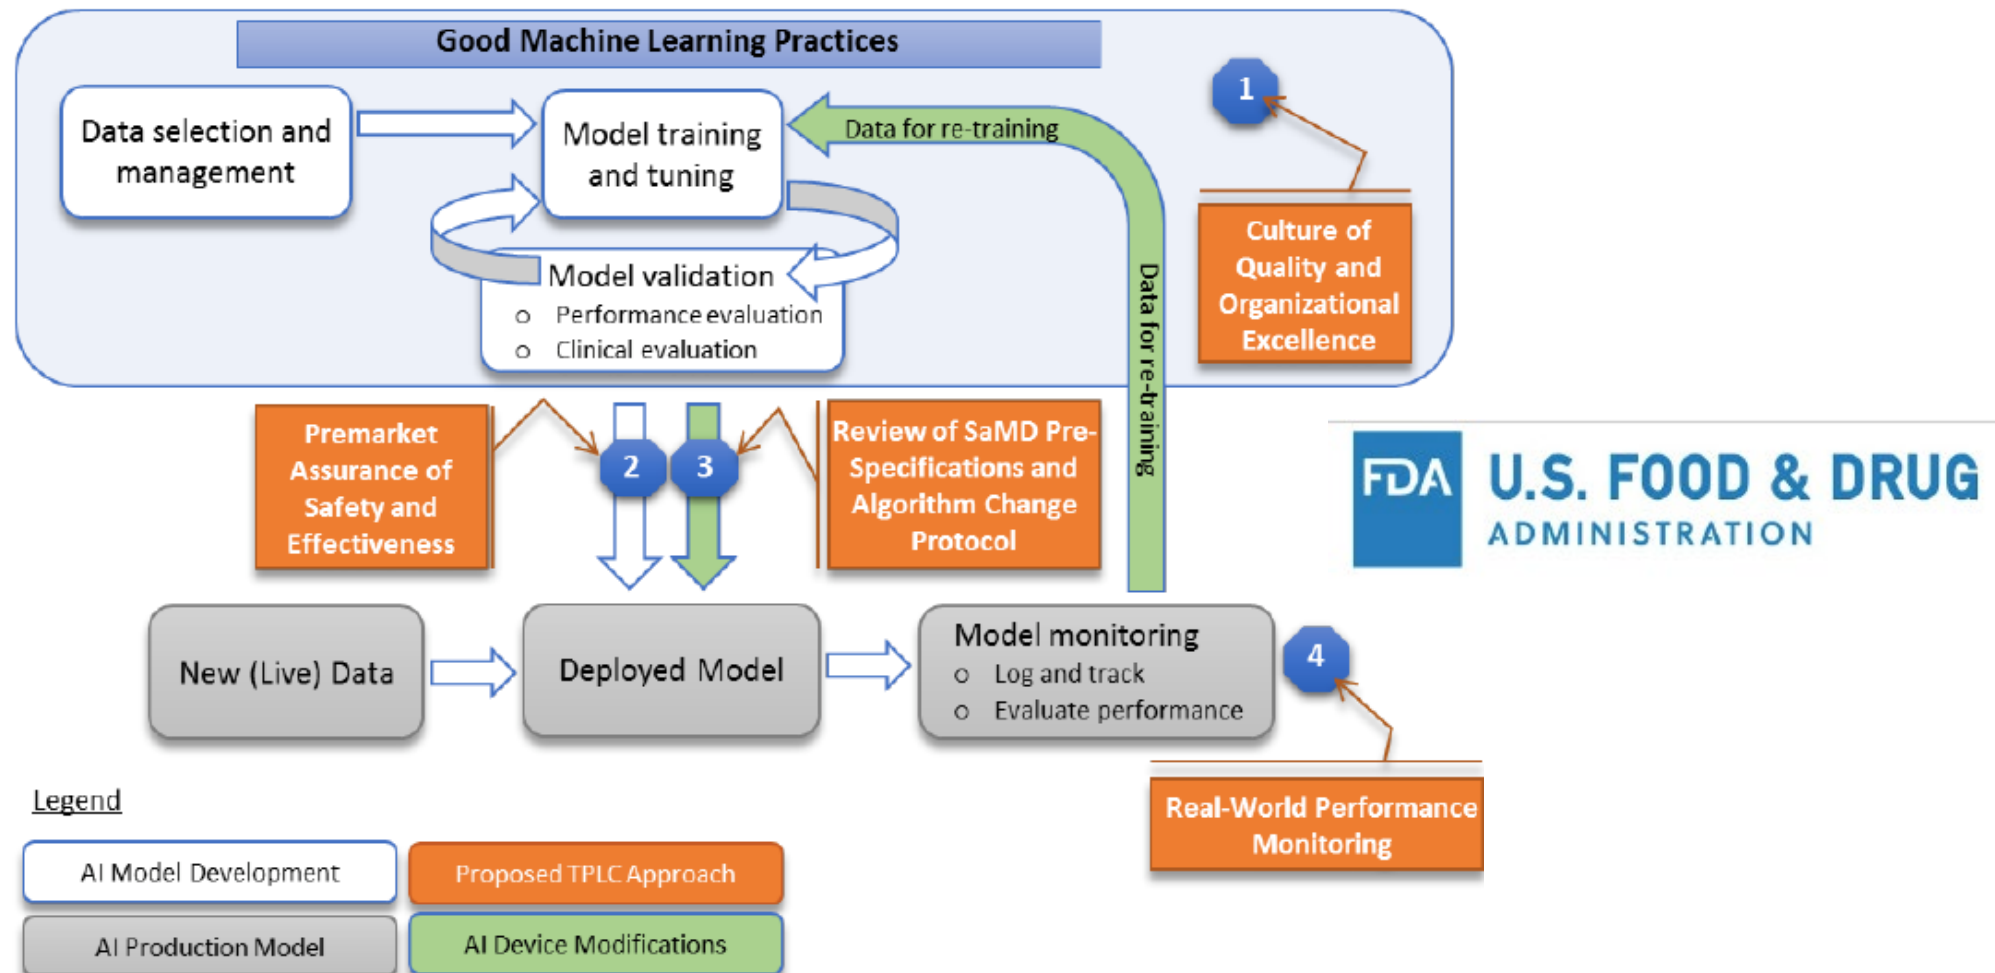 Good Machine Learning Practices
Data selection and
management
Model training
and tuning
Data for re-training
1
Culture of
Quality and
Organizational
Excellence
Model validation
o Performance evaluation
o Clinical evaluation
Data for re-training
Premarket
Assurance of
Safety and
Effectiveness
2
3
Review of SaMD Pre-
Specifications and
Algorithm Change
Protocol
FDA
U.S. FOOD & DRUG
ADMINISTRATION
New (Live) Data
Deployed Model
Model monitoring
o Log and track
o Evaluate performance
4
Real-World Performance
Monitoring
Legend
AI Model Development
Proposed TPLC Approach
AI Production Model
AI Device Modifications